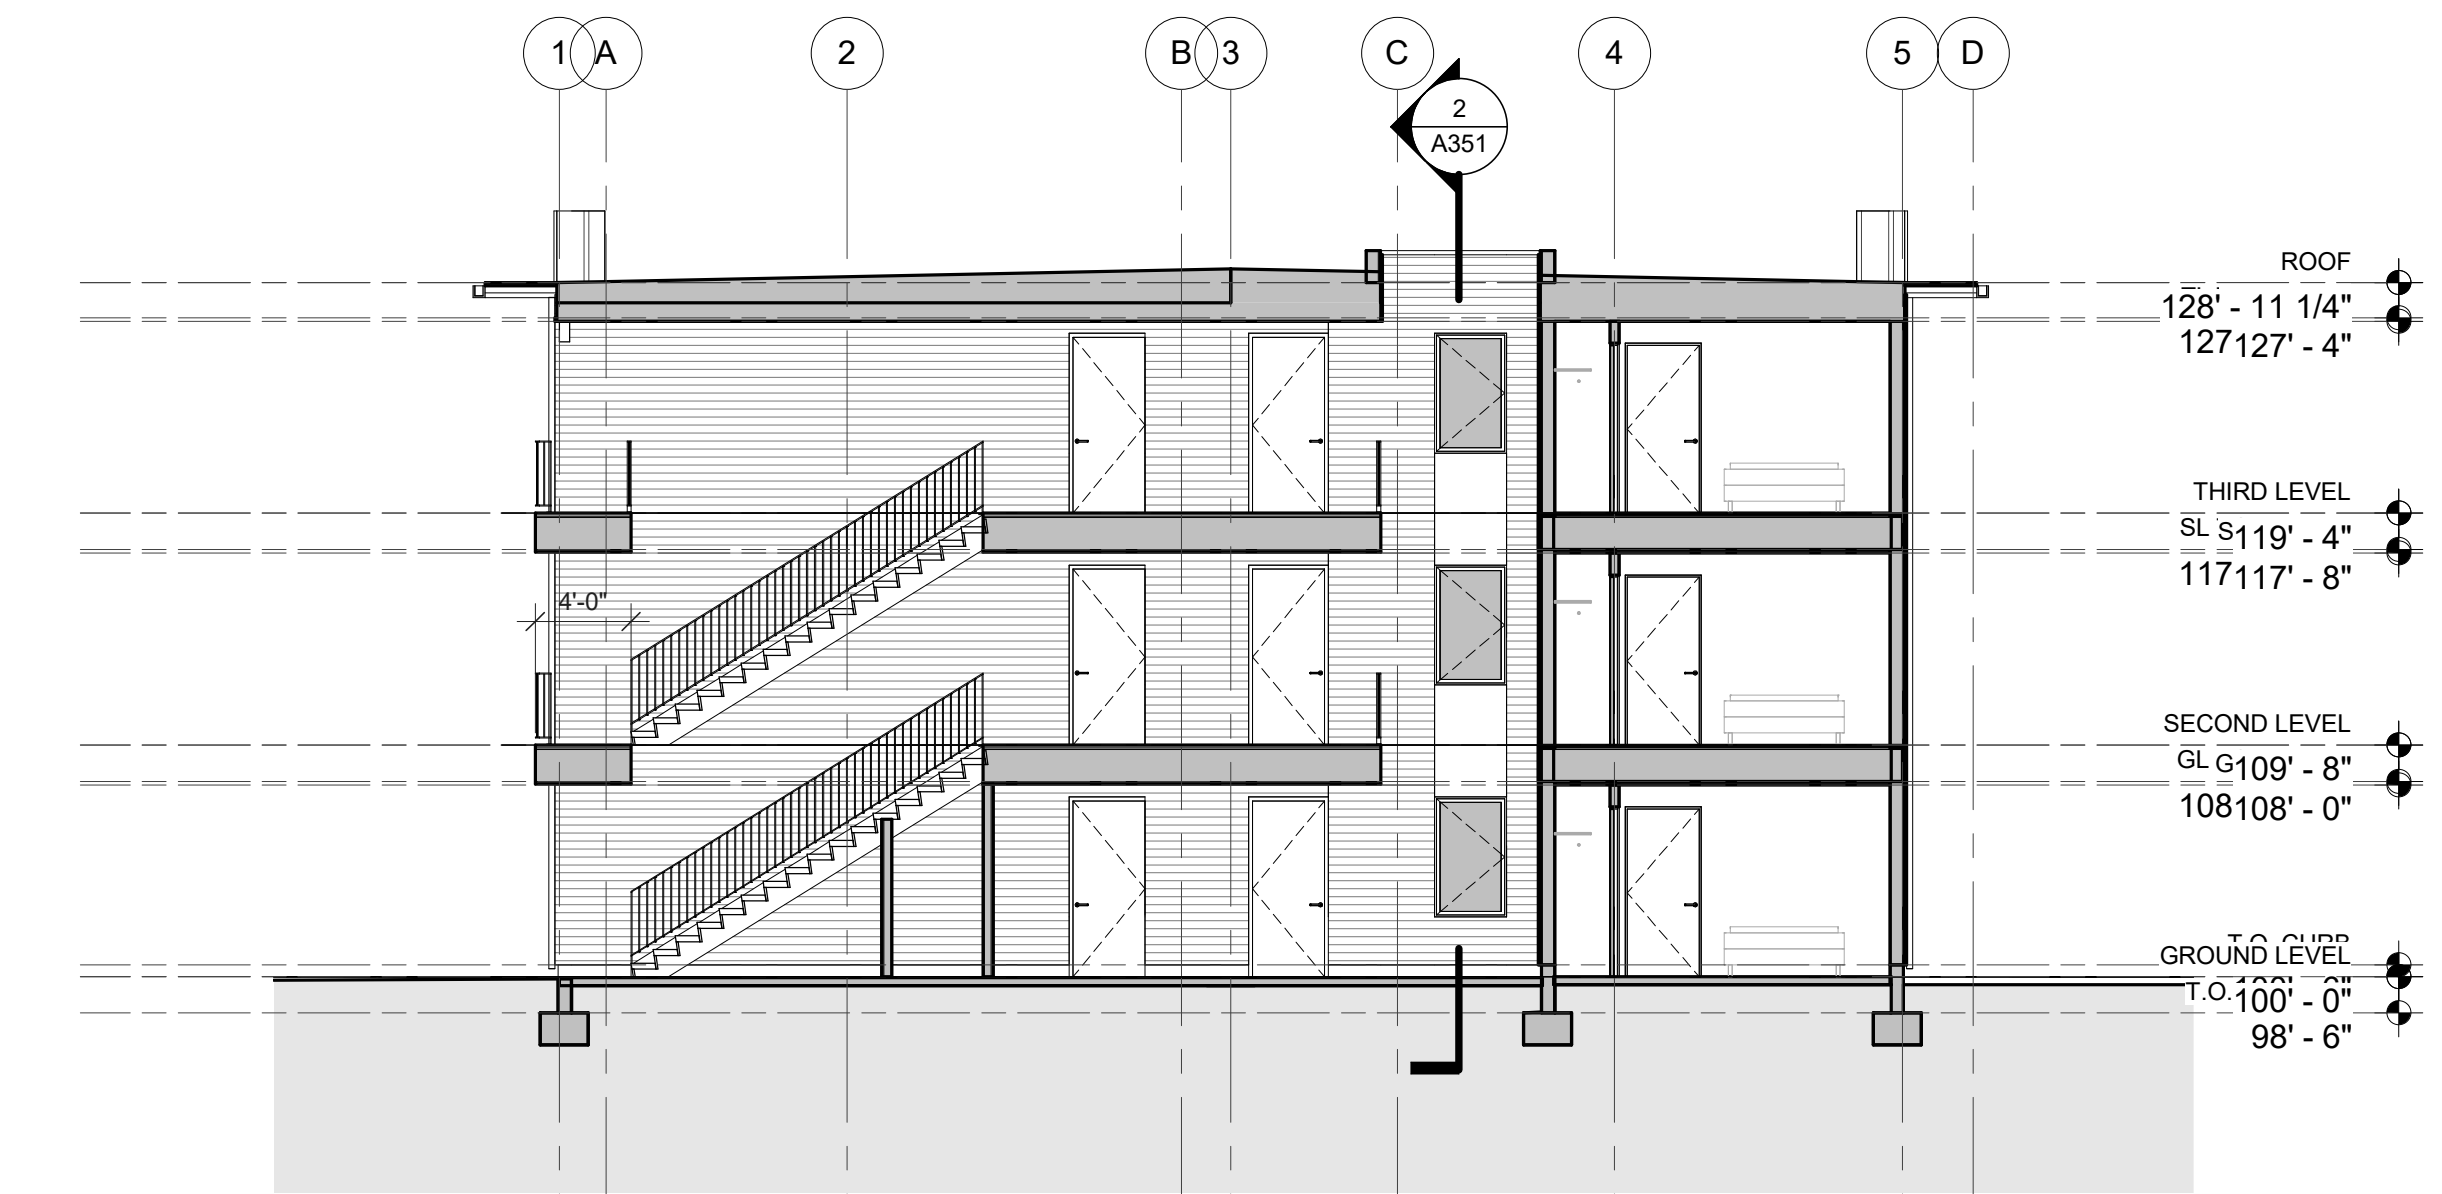 1 A 2 B 3 C 4 5 D
2
A351
ROOF
128' - 11 1/4"
127127' - 4"
THIRD LEVEL
SL S119' - 4"
117117' - 8"
4'-0"
SECOND LEVEL
GL G109' - 8"
108108' - 0"
T.O. CURB
GROUND LEVEL
T.O.100' - 0"
98' - 6"